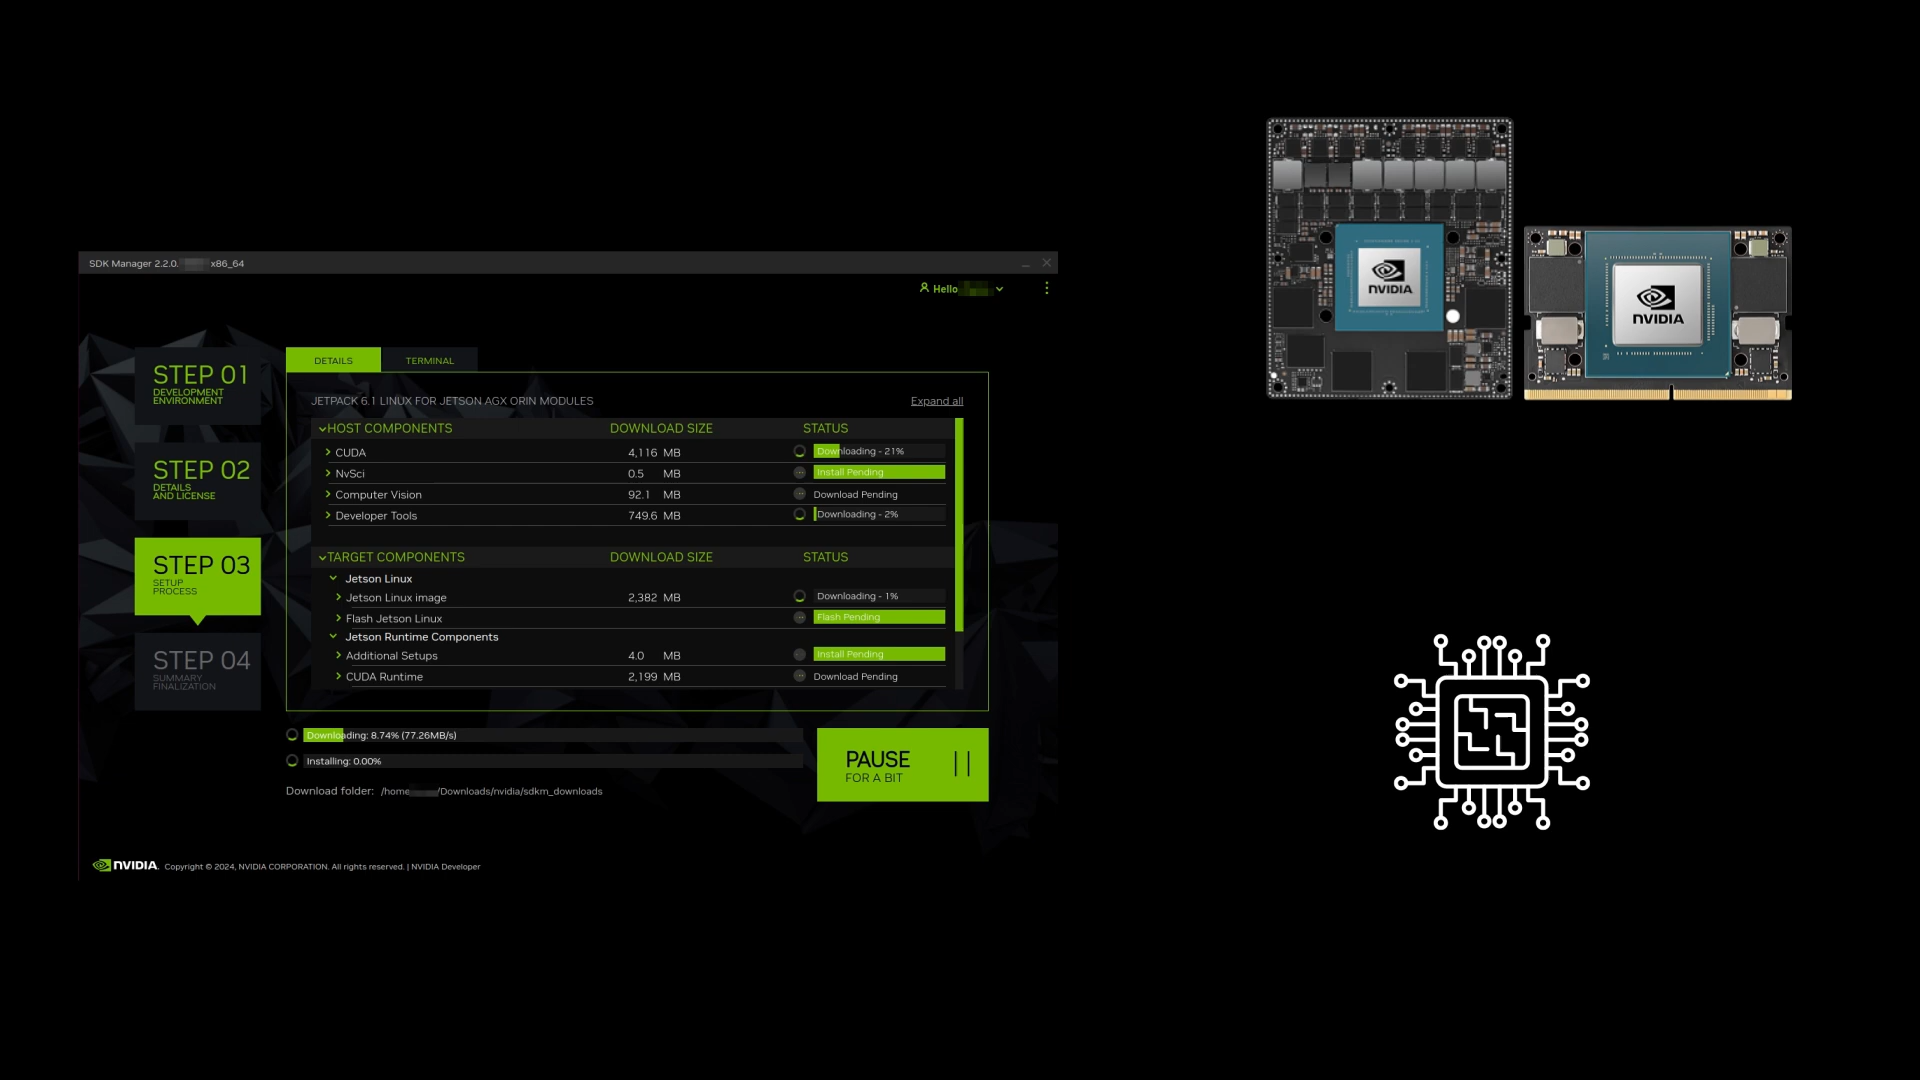 SDK Manager 2.2.0. x86_64
Hello
STEP 01
DEVELOPMENT
ENVIRONMENT
STEP 02
DETAILS
AND LICENSE
STEP 03
SETUP
PROCESS
STEP 04
SUMMARY
FINALIZATION
DETAILS TERMINAL
JETPACK 6.1 LINUX FOR JETSON AGX ORIN MODULES Expand all
HOST COMPONENTS DOWNLOAD SIZE STATUS
CUDA 4,116 MB Downloading - 21%
NvSci 0.5 MB Install Pending
Computer Vision 92.1 MB Download Pending
Developer Tools 749.6 MB Downloading - 2%
TARGET COMPONENTS DOWNLOAD SIZE STATUS
Jetson Linux
Jetson Linux image 2,382 MB Downloading - 1%
Flash Jetson Linux Flash Pending
Jetson Runtime Components
Additional Setups 4.0 MB Install Pending
CUDA Runtime 2,199 MB Download Pending
Downloading: 8.74% (77.26MB/s)
Installing: 0.00%
PAUSE
FOR A BIT
Download folder: /home /Downloads/nvidia/sdkm_downloads
NVIDIA. Copyright © 2024, NVIDIA CORPORATION. All rights reserved. | NVIDIA Developer
NVIDIA
NVIDIA